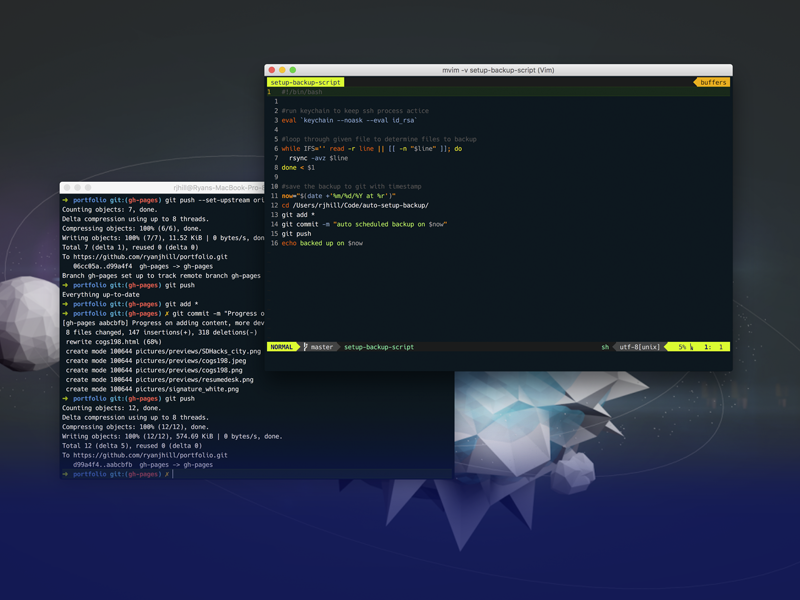 mvim -v setup-backup-script (Vim)
setup-backup-script
buffers
1 #!/bin/bash
1
2 #run keychain to keep ssh process actice
3 eval `keychain --noask --eval id_rsa`
4
5 #loop through given file to determine files to backup
6 while IFS='' read -r line || [[ -n "$line" ]]; do
7 rsync -avz $line
8 done < $1
9
10 #save the backup to git with timestamp
11 now="$(date +'%m/%d/%Y at %r')"
12 cd /Users/rjhill/Code/auto-setup-backup/
13 git add *
14 git commit -m "auto scheduled backup on $now"
15 git push
16 echo backed up on $now
NORMAL master setup-backup-script sh utf-8[unix] 5% 1: 1
rjhill@Ryans-MacBook-Pro-
➜ portfolio git:(gh-pages) git push --set-upstream ori
Counting objects: 7, done.
Delta compression using up to 8 threads.
Compressing objects: 100% (6/6), done.
Writing objects: 100% (7/7), 11.52 KiB | 0 bytes/s, don
Total 7 (delta 1), reused 0 (delta 0)
To https://github.com/ryanjhill/portfolio.git
06cc05a..d99a4f4 gh-pages -> gh-pages
Branch gh-pages set up to track remote branch gh-pages
➜ portfolio git:(gh-pages) git push
Everything up-to-date
➜ portfolio git:(gh-pages) git add *
➜ portfolio git:(gh-pages) ✗ git commit -m "Progress o
[gh-pages aabcbfb] Progress on adding content, more dev
8 files changed, 147 insertions(+), 318 deletions(-)
rewrite cogs198.html (68%)
create mode 100644 pictures/previews/SDHacks_city.png
create mode 100644 pictures/previews/cogs198.jpeg
create mode 100644 pictures/previews/cogs198.png
create mode 100644 pictures/previews/resumedesk.png
create mode 100644 pictures/signature_white.png
➜ portfolio git:(gh-pages) git push
Counting objects: 12, done.
Delta compression using up to 8 threads.
Compressing objects: 100% (12/12), done.
Writing objects: 100% (12/12), 574.69 KiB | 0 bytes/s, done.
Total 12 (delta 5), reused 0 (delta 0)
To https://github.com/ryanjhill/portfolio.git
d99a4f4..aabcbfb gh-pages -> gh-pages
➜ portfolio git:(gh-pages) ✗